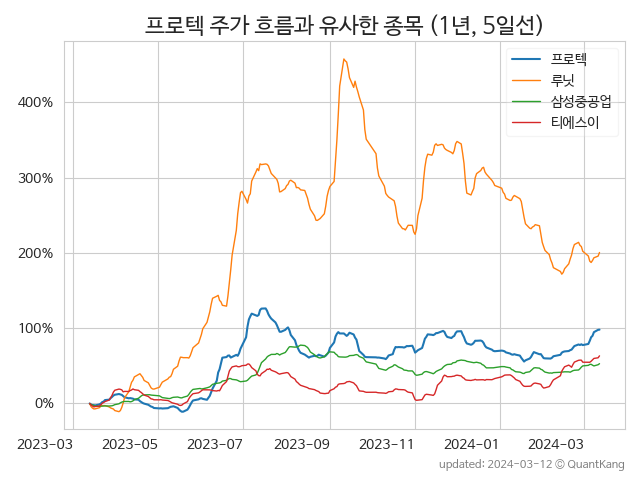 프로텍 주가 흐름과 유사한 종목 (1년, 5일선)
프로텍
루닛
삼성중공업
티에스이
400%
300%
200%
100%
0%
2023-03 2023-05 2023-07 2023-09 2023-11 2024-01 2024-03
updated: 2024-03-12 © QuantKang